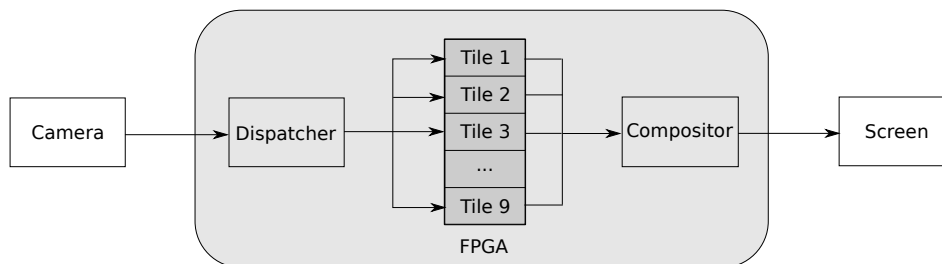 Camera
Dispatcher
Tile 1
Tile 2
Tile 3
...
Tile 9
FPGA
Compositor
Screen